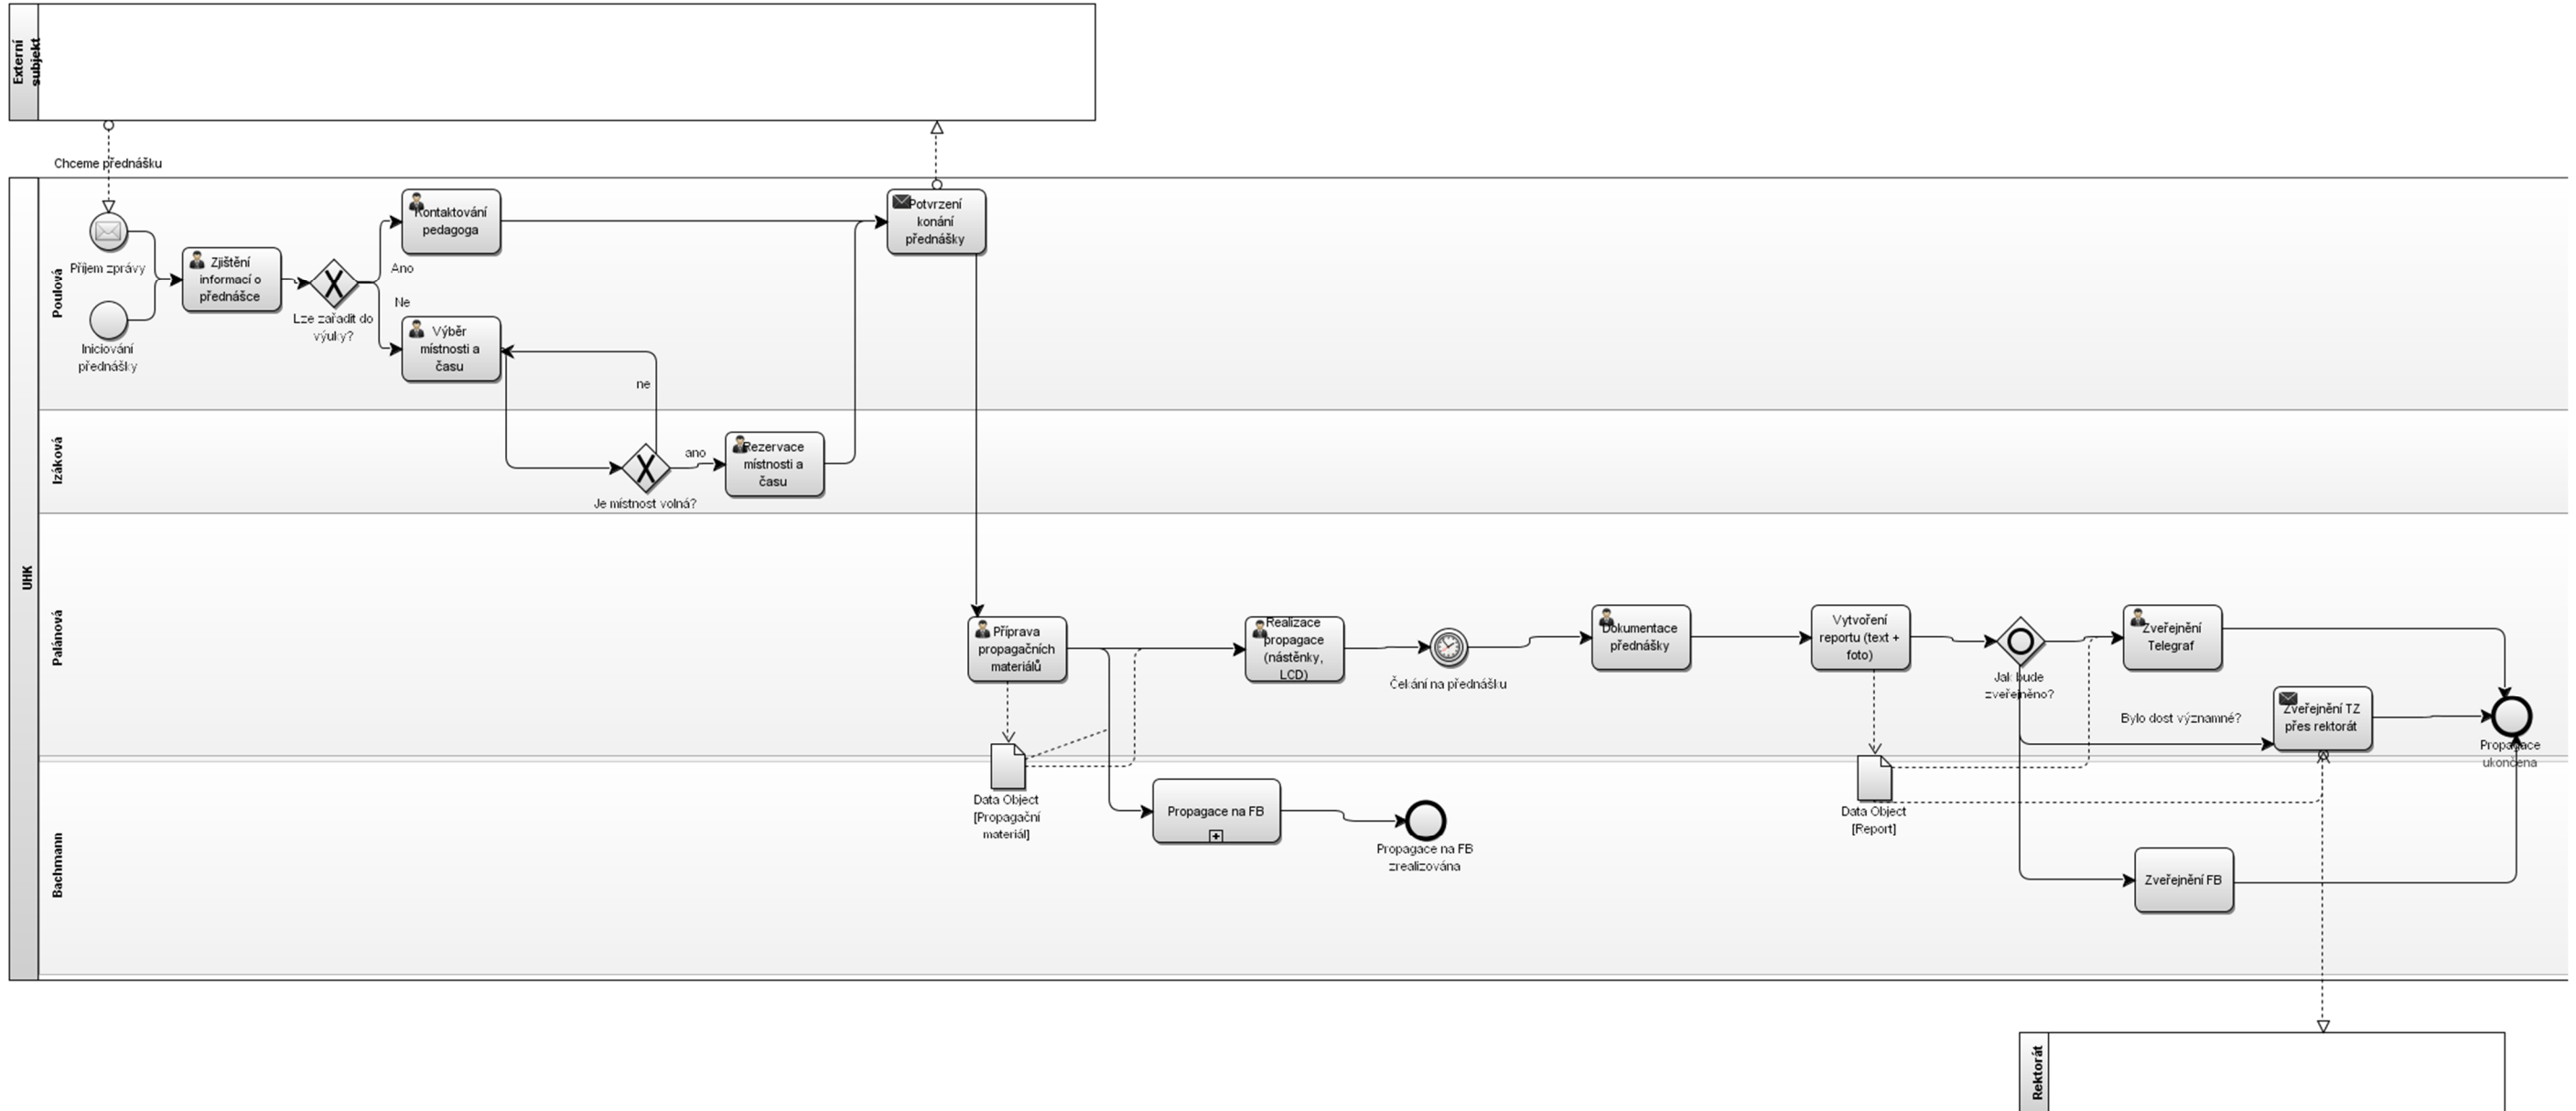 Externí
subjekt
Chceme přednášku
UHK
Poulová
Příjem zprávy
Iniciování
přednášky
Zjištění
informací o
přednášce
Lze zařadit do
výuky?
Ano
Ne
Kontaktování
pedagoga
Výběr
místnosti a
času
ne
Potvrzení
konání
přednášky
Izáková
Je místnost volná?
ano
Rezervace
místnosti a
času
Palánová
Příprava
propagačních
materiálů
Data Object
[Propagační
materiál]
Realizace
propagace
(nástěnky,
LCD)
Čekání na přednášku
Dokumentace
přednášky
Vytvoření
reportu (text +
foto)
Data Object
[Report]
Jak bude
zveřejněno?
Zveřejnění
Telegraf
Bylo dost významné?
Zveřejnění TZ
přes rektorát
Propagace
ukončena
Bachmann
Propagace na FB
Propagace na FB
zrealizována
Zveřejnění FB
Rektorát